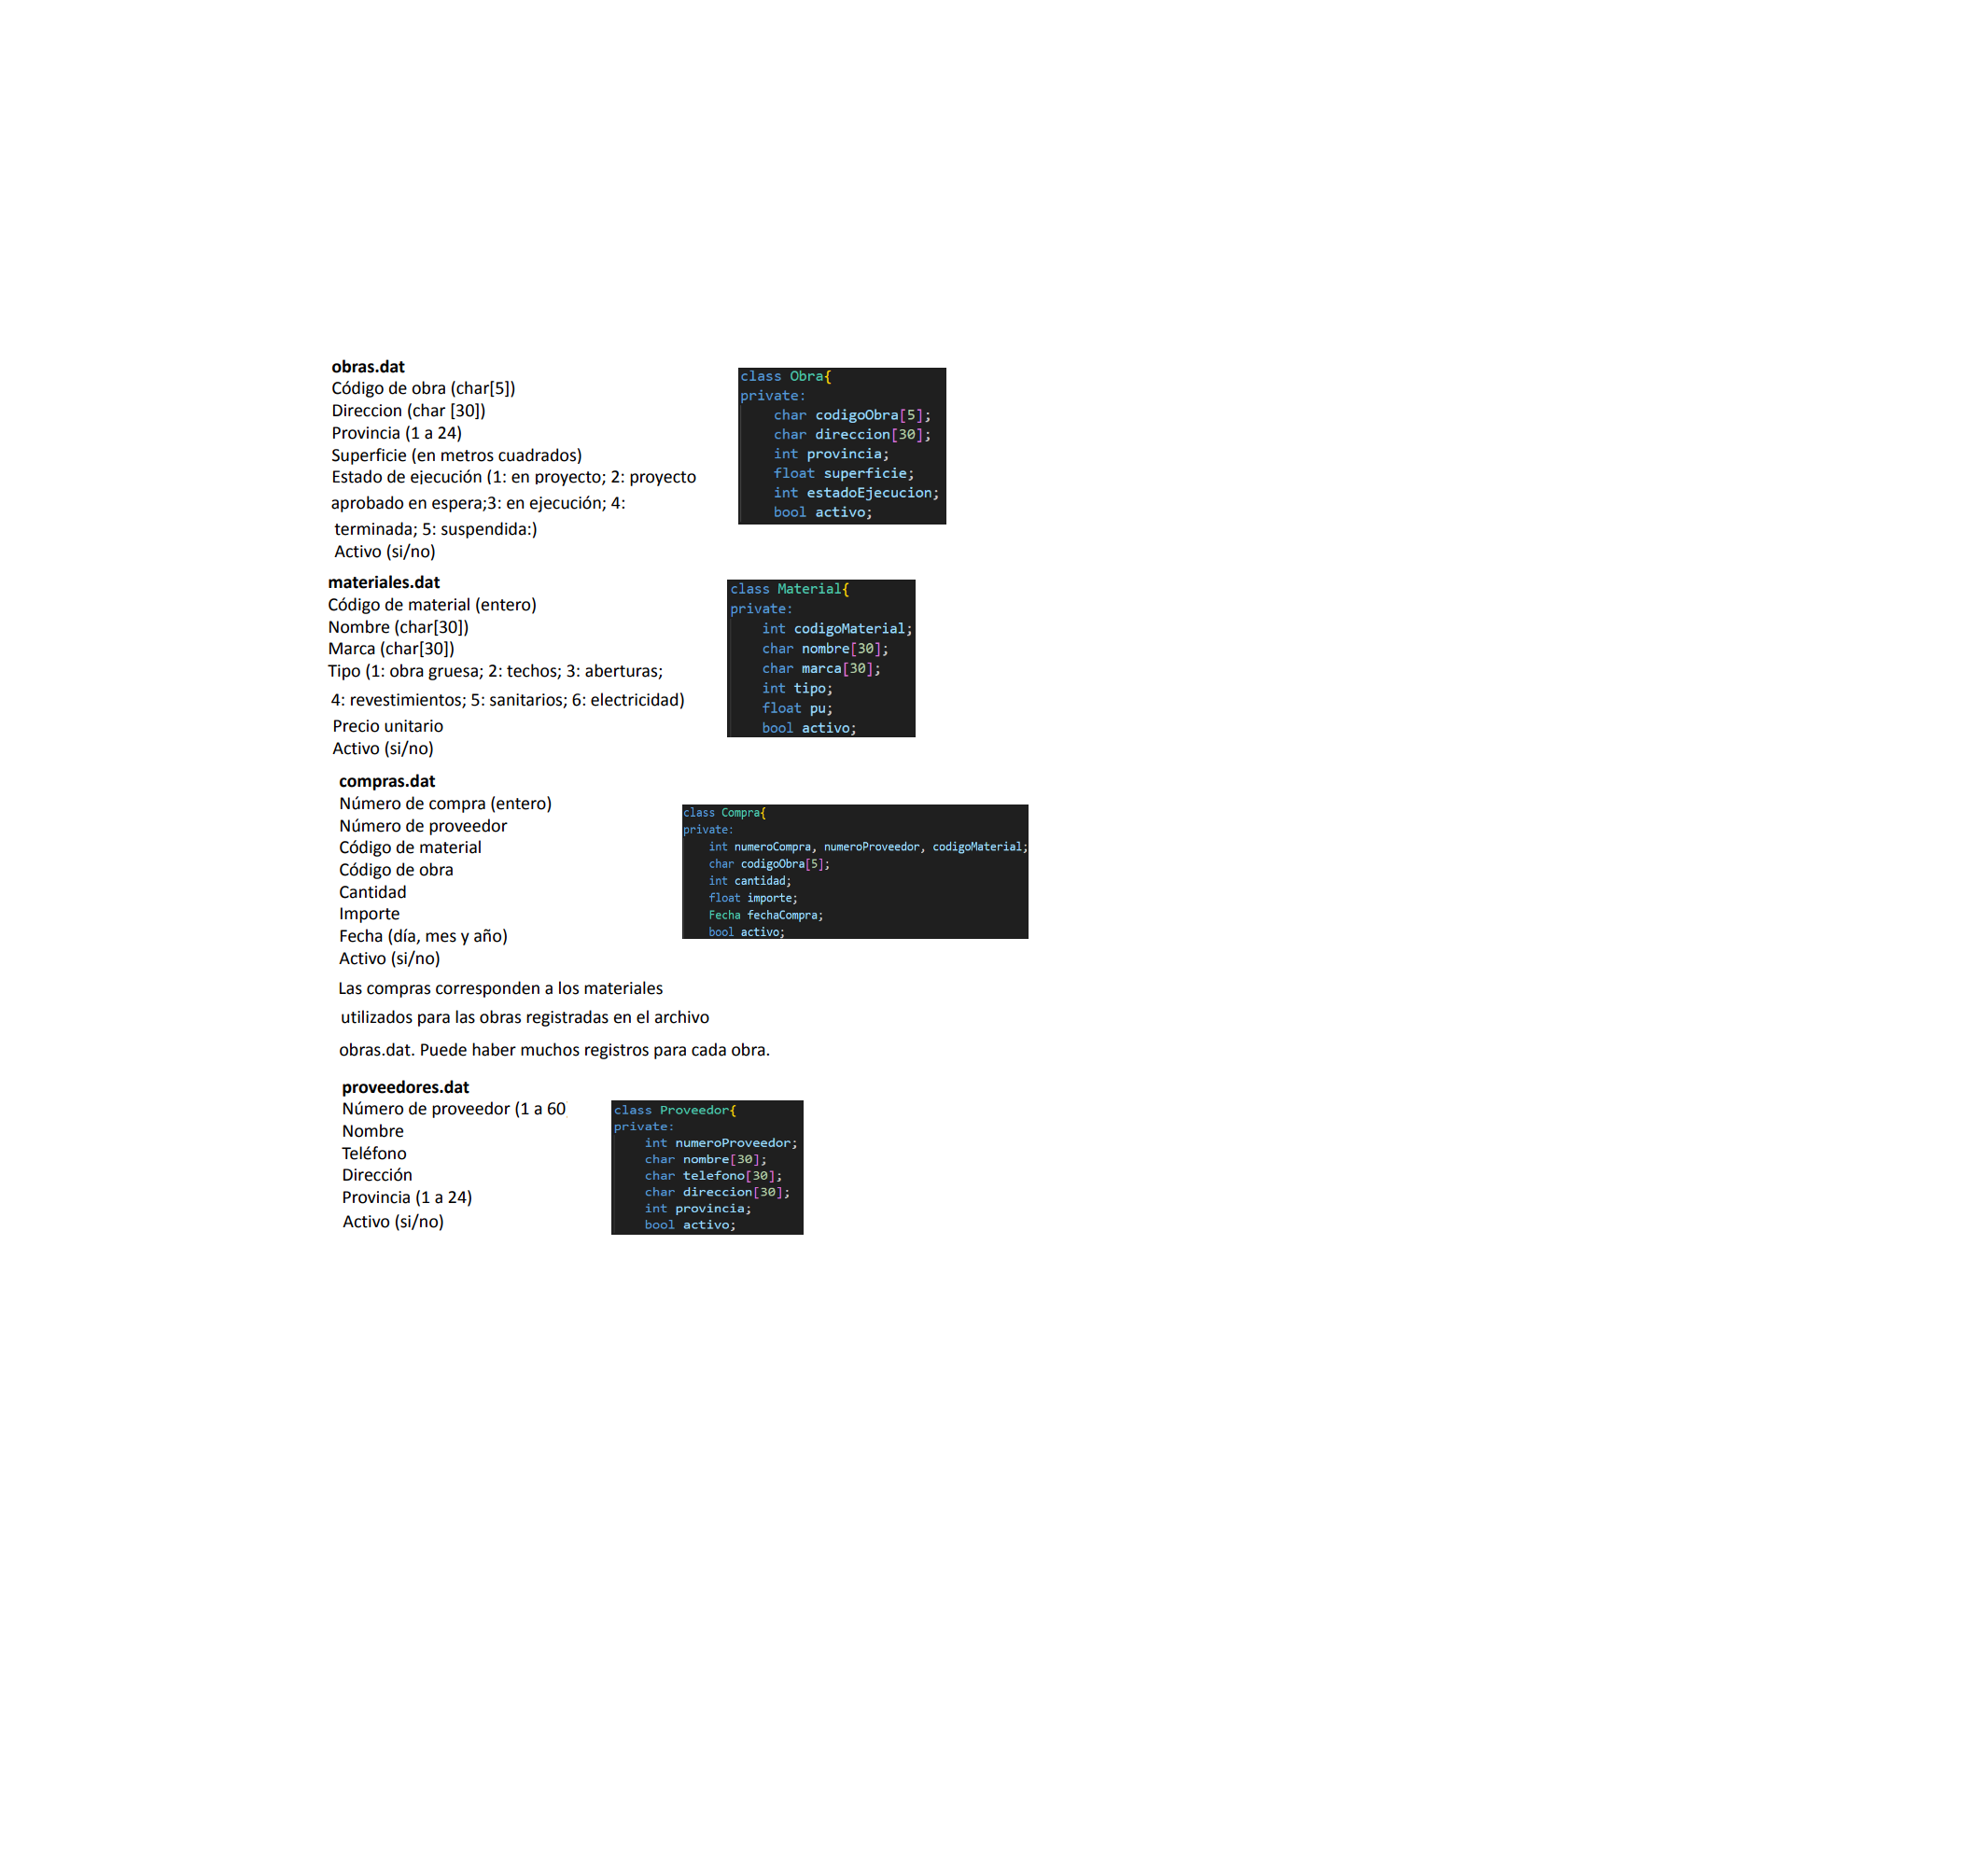 obras.dat
Código de obra (char[5])
Direccion (char [30])
Provincia (1 a 24)
Superficie (en metros cuadrados)
Estado de ejecución (1: en proyecto; 2: proyecto
aprobado en espera;3: en ejecución; 4:
terminada; 5: suspendida:)
Activo (si/no)
class Obra{
private:
char codigoObra[5];
char direccion[30];
int provincia;
float superficie;
int estadoEjecucion;
bool activo;
materiales.dat
Código de material (entero)
Nombre (char[30])
Marca (char[30])
Tipo (1: obra gruesa; 2: techos; 3: aberturas;
4: revestimientos; 5: sanitarios; 6: electricidad)
Precio unitario
Activo (si/no)
class Material{
private:
int codigoMaterial;
char nombre[30];
char marca[30];
int tipo;
float pu;
bool activo;
compras.dat
Número de compra (entero)
Número de proveedor
Código de material
Código de obra
Cantidad
Importe
Fecha (día, mes y año)
Activo (si/no)
class Compra{
private:
int numeroCompra, numeroProveedor, codigoMaterial;
char codigoObra[5];
int cantidad;
float importe;
Fecha fechaCompra;
bool activo;
Las compras corresponden a los materiales
utilizados para las obras registradas en el archivo
obras.dat. Puede haber muchos registros para cada obra.
proveedores.dat
Número de proveedor (1 a 60
Nombre
Teléfono
Dirección
Provincia (1 a 24)
Activo (si/no)
class Proveedor{
private:
int numeroProveedor;
char nombre[30];
char telefono[30];
char direccion[30];
int provincia;
bool activo;